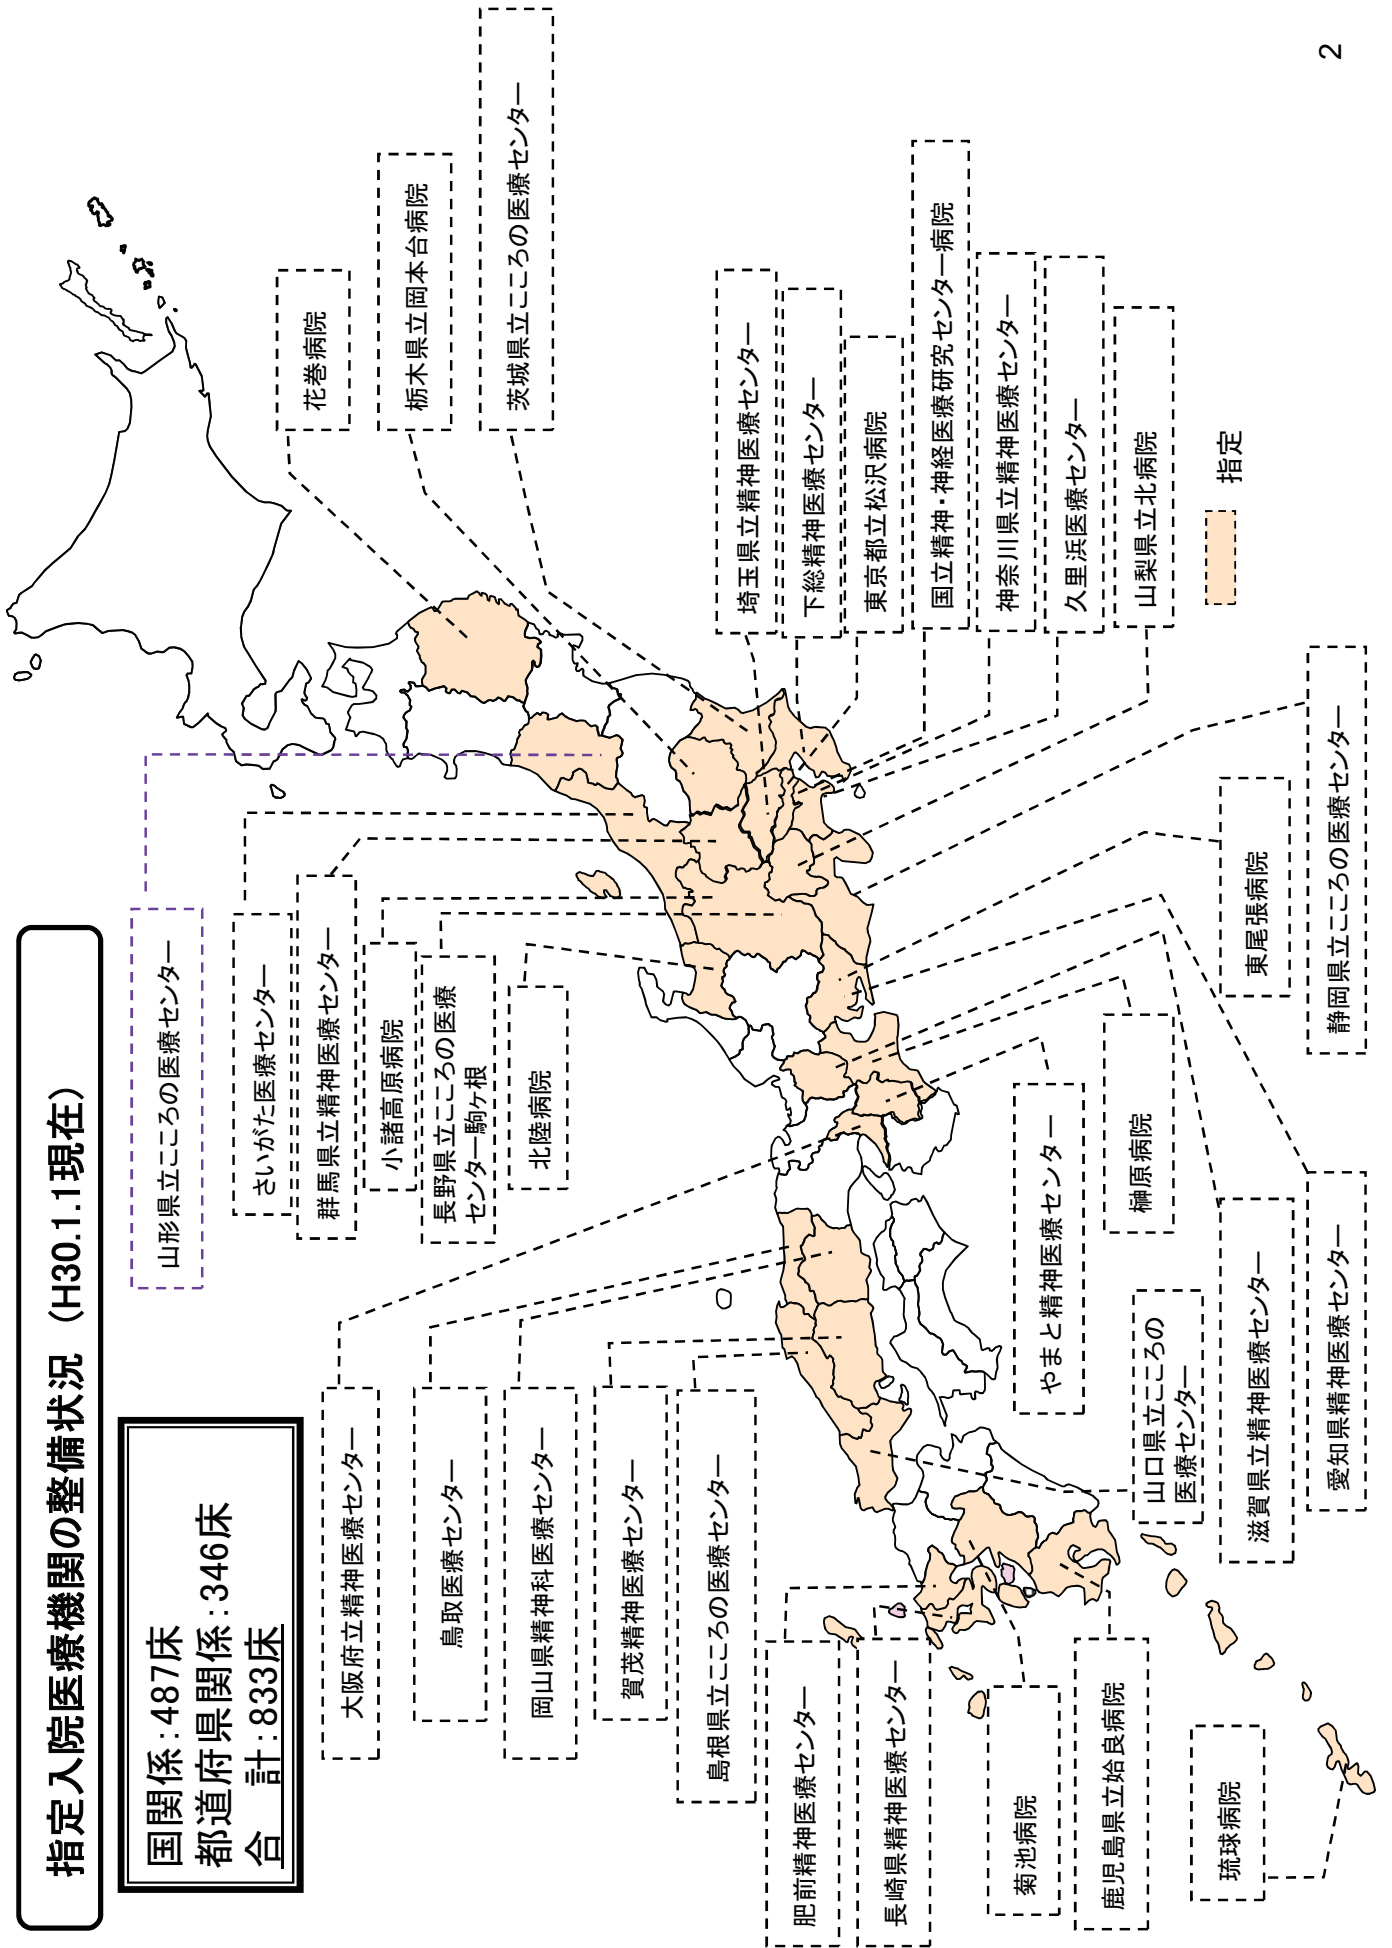 指定入院医療機関の整備状況 （H30.1.1現在）
国関係：487床
都道府県関係：346床
合　計：833床
山形県立こころの医療センター
さいがた医療センター
群馬県立精神医療センター
小諸高原病院
長野県立こころの医療
センター駒ヶ根
北陸病院
大阪府立精神医療センター
鳥取医療センター
岡山県精神科医療センター
賀茂精神医療センター
島根県立こころの医療センター
肥前精神医療センター
長崎県精神医療センター
菊池病院
鹿児島県立姶良病院
琉球病院
花巻病院
栃木県立岡本台病院
茨城県立こころの医療センター
埼玉県立精神医療センター
下総精神医療センター
東京都立松沢病院
国立精神・神経医療研究センター病院
神奈川県立精神医療センター
久里浜医療センター
山梨県立北病院
指定
静岡県立こころの医療センター
東尾張病院
榊原病院
やまと精神医療センター
山口県立こころの
医療センター
滋賀県立精神医療センター
愛知県精神医療センター
2